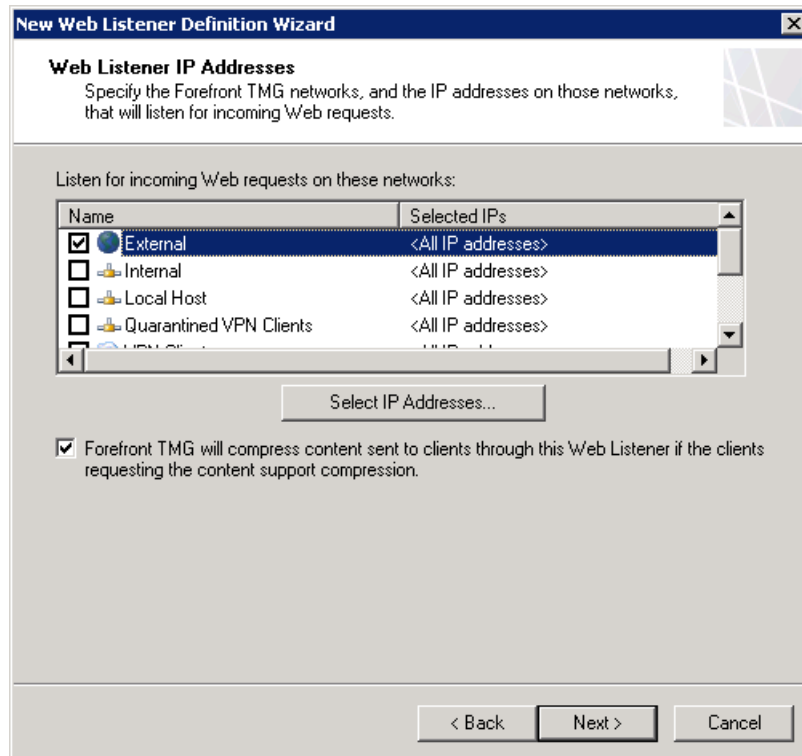 New Web Listener Definition Wizard
Web Listener IP Addresses
Specify the Forefront TMG networks, and the IP addresses on those networks,
that will listen for incoming Web requests.
Listen for incoming Web requests on these networks:
Name Selected IPs
External <All IP addresses>
Internal <All IP addresses>
Local Host <All IP addresses>
Quarantined VPN Clients <All IP addresses>
Select IP Addresses...
Forefront TMG will compress content sent to clients through this Web Listener if the clients
requesting the content support compression.
< Back Next > Cancel